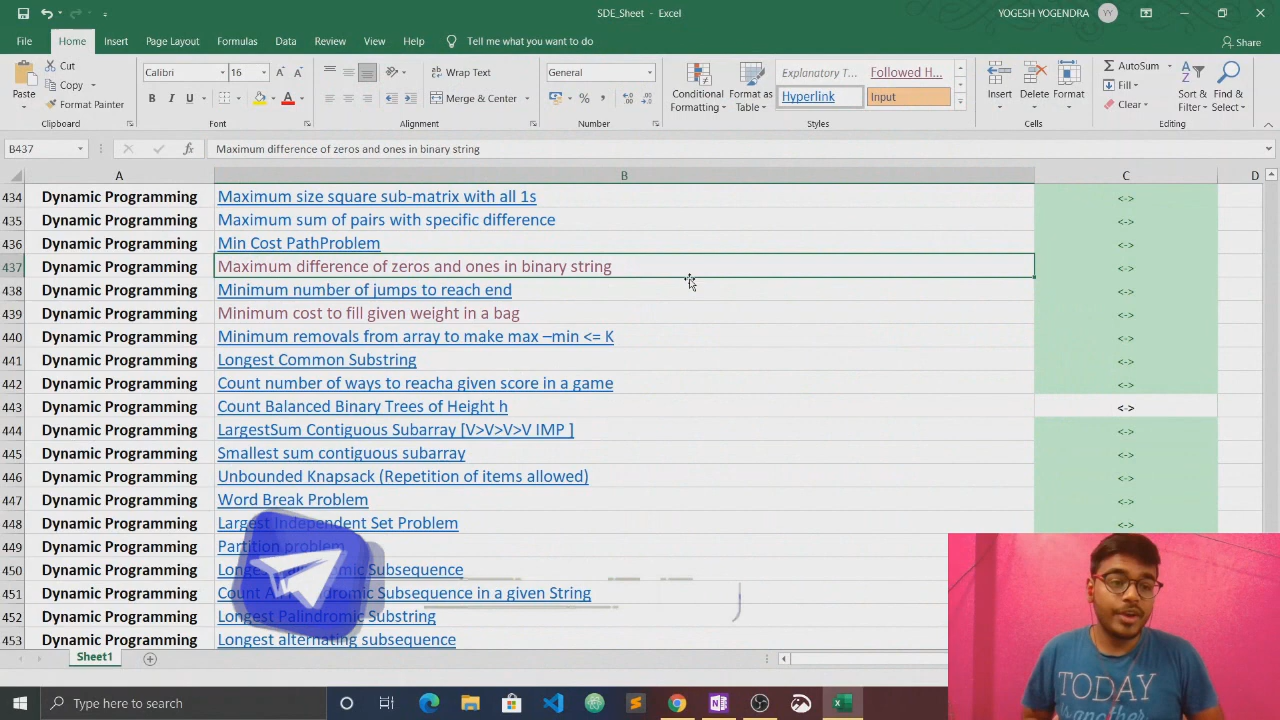 SDE_Sheet - Excel
YOGESH YOGENDRA YY
File Home Insert Page Layout Formulas Data Review View Help Tell me what you want to do Share
Paste
Cut
Copy
Format Painter
Clipboard
Calibri 16
B I U
Font
Wrap Text
Merge & Center
Alignment
General
Number
Conditional Formatting
Format as Table
Explanatory T... Followed H...
Hyperlink Input
Styles
Insert Delete Format
Cells
AutoSum
Fill
Clear
Sort & Filter
Find & Select
Editing
B437 fx Maximum difference of zeros and ones in binary string
A B C D
434 Dynamic Programming Maximum size square sub-matrix with all 1s <->
435 Dynamic Programming Maximum sum of pairs with specific difference <->
436 Dynamic Programming Min Cost PathProblem <->
437 Dynamic Programming Maximum difference of zeros and ones in binary string <->
438 Dynamic Programming Minimum number of jumps to reach end <->
439 Dynamic Programming Minimum cost to fill given weight in a bag <->
440 Dynamic Programming Minimum removals from array to make max –min <= K <->
441 Dynamic Programming Longest Common Substring <->
442 Dynamic Programming Count number of ways to reacha given score in a game <->
443 Dynamic Programming Count Balanced Binary Trees of Height h <->
444 Dynamic Programming LargestSum Contiguous Subarray [V>V>V>V IMP ] <->
445 Dynamic Programming Smallest sum contiguous subarray <->
446 Dynamic Programming Unbounded Knapsack (Repetition of items allowed) <->
447 Dynamic Programming Word Break Problem <->
448 Dynamic Programming Largest Independent Set Problem <->
449 Dynamic Programming Partition problem
450 Dynamic Programming Subsequence
451 Dynamic Programming Count Subsequence in a given String
452 Dynamic Programming Longest Palindromic Substring
453 Dynamic Programming Longest alternating subsequence
Sheet1
Type here to search
TODAY
is another